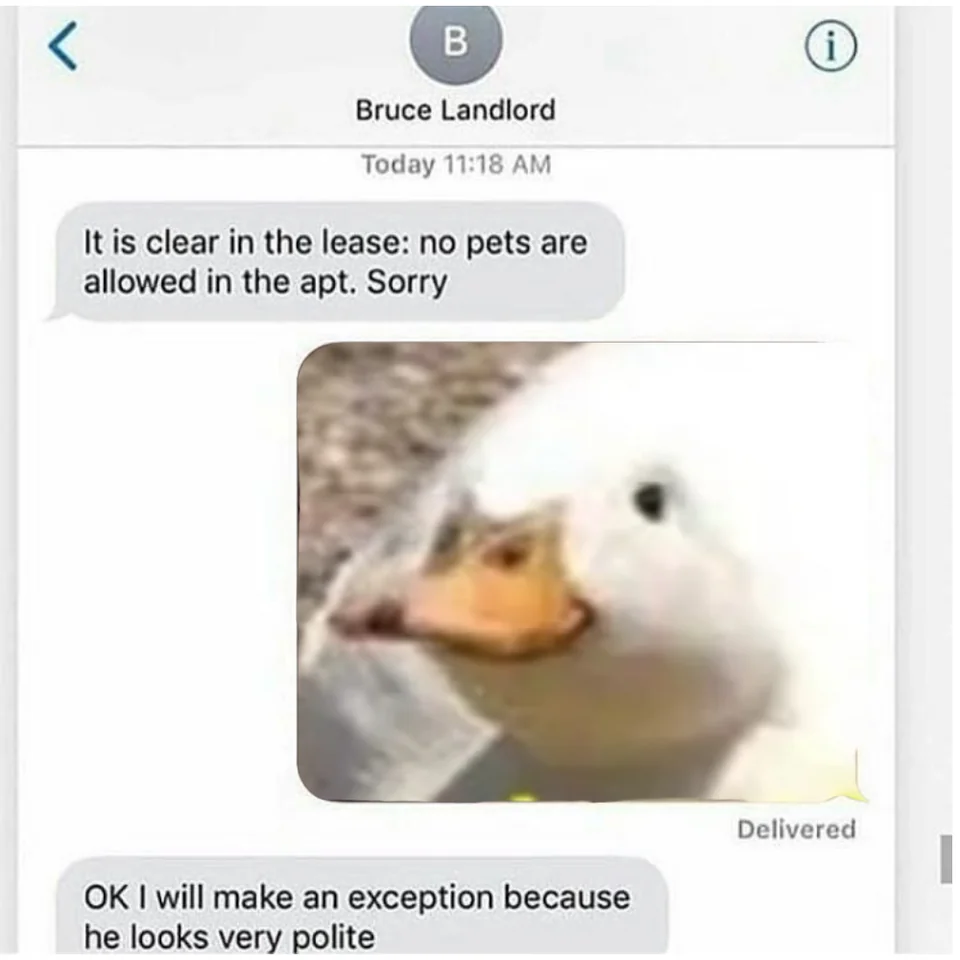 B
Bruce Landlord
Today 11:18 AM
It is clear in the lease: no pets are
allowed in the apt. Sorry
Delivered
OK I will make an exception because
he looks very polite